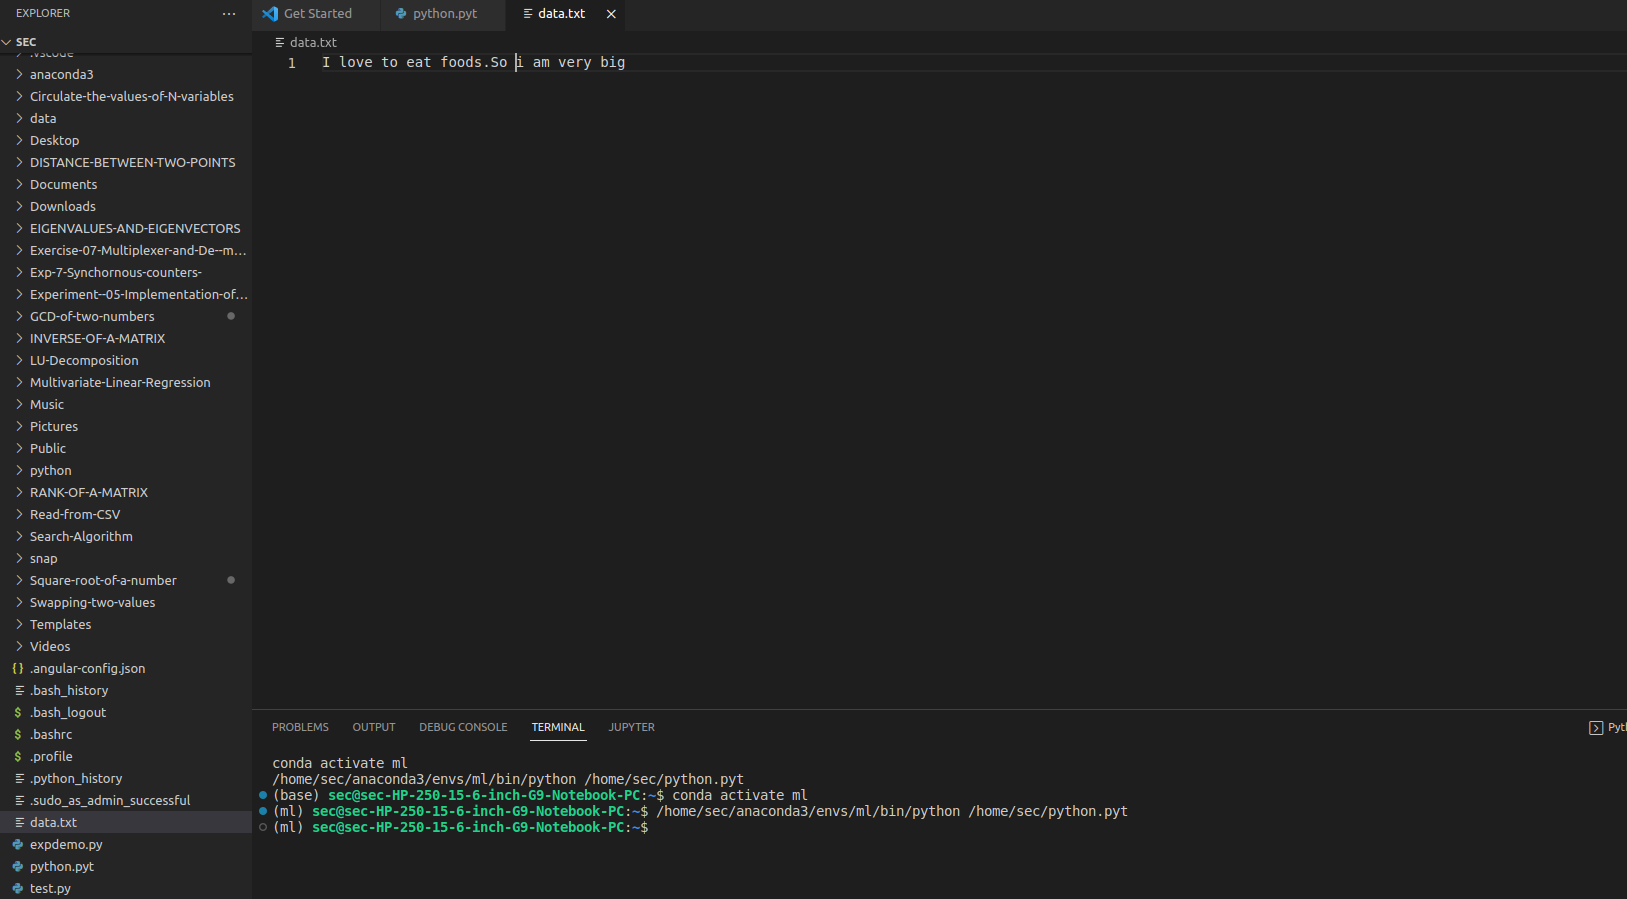 EXPLORER
SEC
.vscode
anaconda3
Circulate-the-values-of-N-variables
data
Desktop
DISTANCE-BETWEEN-TWO-POINTS
Documents
Downloads
EIGENVALUES-AND-EIGENVECTORS
Exercise-07-Multiplexer-and-De--m...
Exp-7-Synchornous-counters-
Experiment--05-Implementation-of...
GCD-of-two-numbers
INVERSE-OF-A-MATRIX
LU-Decomposition
Multivariate-Linear-Regression
Music
Pictures
Public
python
RANK-OF-A-MATRIX
Read-from-CSV
Search-Algorithm
snap
Square-root-of-a-number
Swapping-two-values
Templates
Videos
{} .angular-config.json
.bash_history
$ .bash_logout
$ .bashrc
$ .profile
.python_history
.sudo_as_admin_successful
data.txt
expdemo.py
python.pyt
test.py
Get Started python.pyt data.txt
data.txt
1 I love to eat foods.So i am very big
PROBLEMS OUTPUT DEBUG CONSOLE TERMINAL JUPYTER Pyt
conda activate ml
/home/sec/anaconda3/envs/ml/bin/python /home/sec/python.pyt
(base) sec@sec-HP-250-15-6-inch-G9-Notebook-PC:~$ conda activate ml
(ml) sec@sec-HP-250-15-6-inch-G9-Notebook-PC:~$ /home/sec/anaconda3/envs/ml/bin/python /home/sec/python.pyt
(ml) sec@sec-HP-250-15-6-inch-G9-Notebook-PC:~$